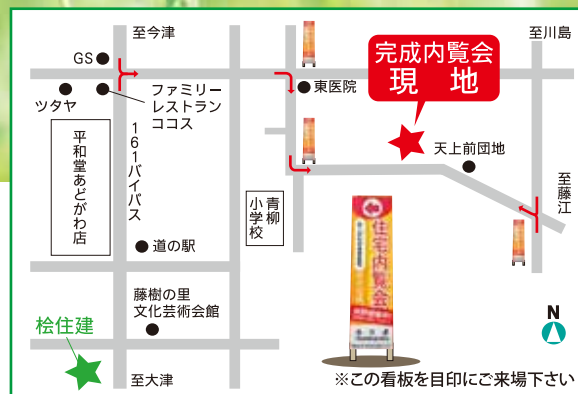 至今津
至川島
GS
完成内覧会
現地
ツタヤ
ファミリー
レストラン
ココス
東医院
天上前団地
平和堂あどがわ店
161バイパス
青柳
小学校
至藤江
道の駅
住宅内覧会
藤樹の里
文化芸術会館
N
桧住建
至大津
※この看板を目印にご来場下さい